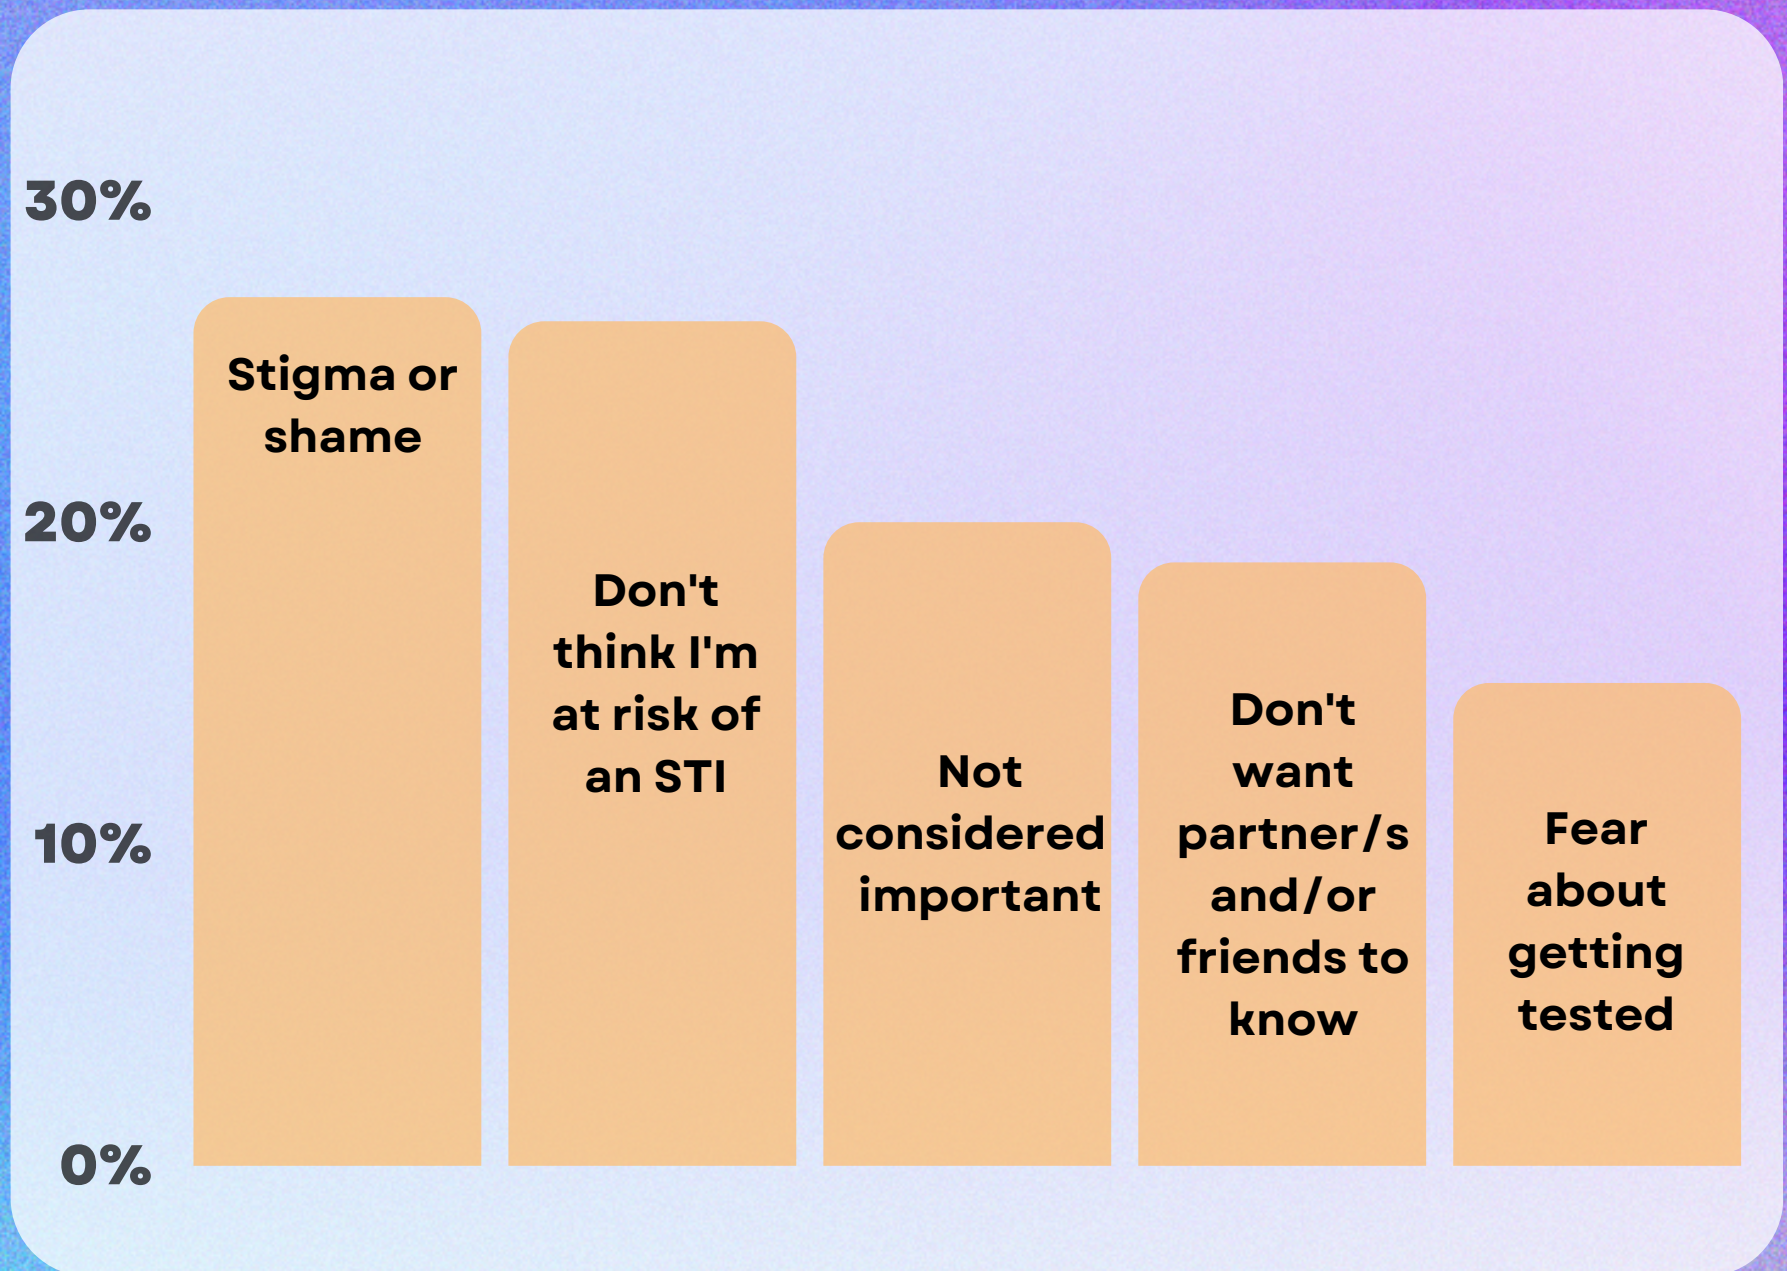 30%
20%
10%
0%
Stigma or
shame
Don't
think I'm
at risk of
an STI
Not
considered
important
Don't
want
partner/s
and/or
friends to
know
Fear
about
getting
tested